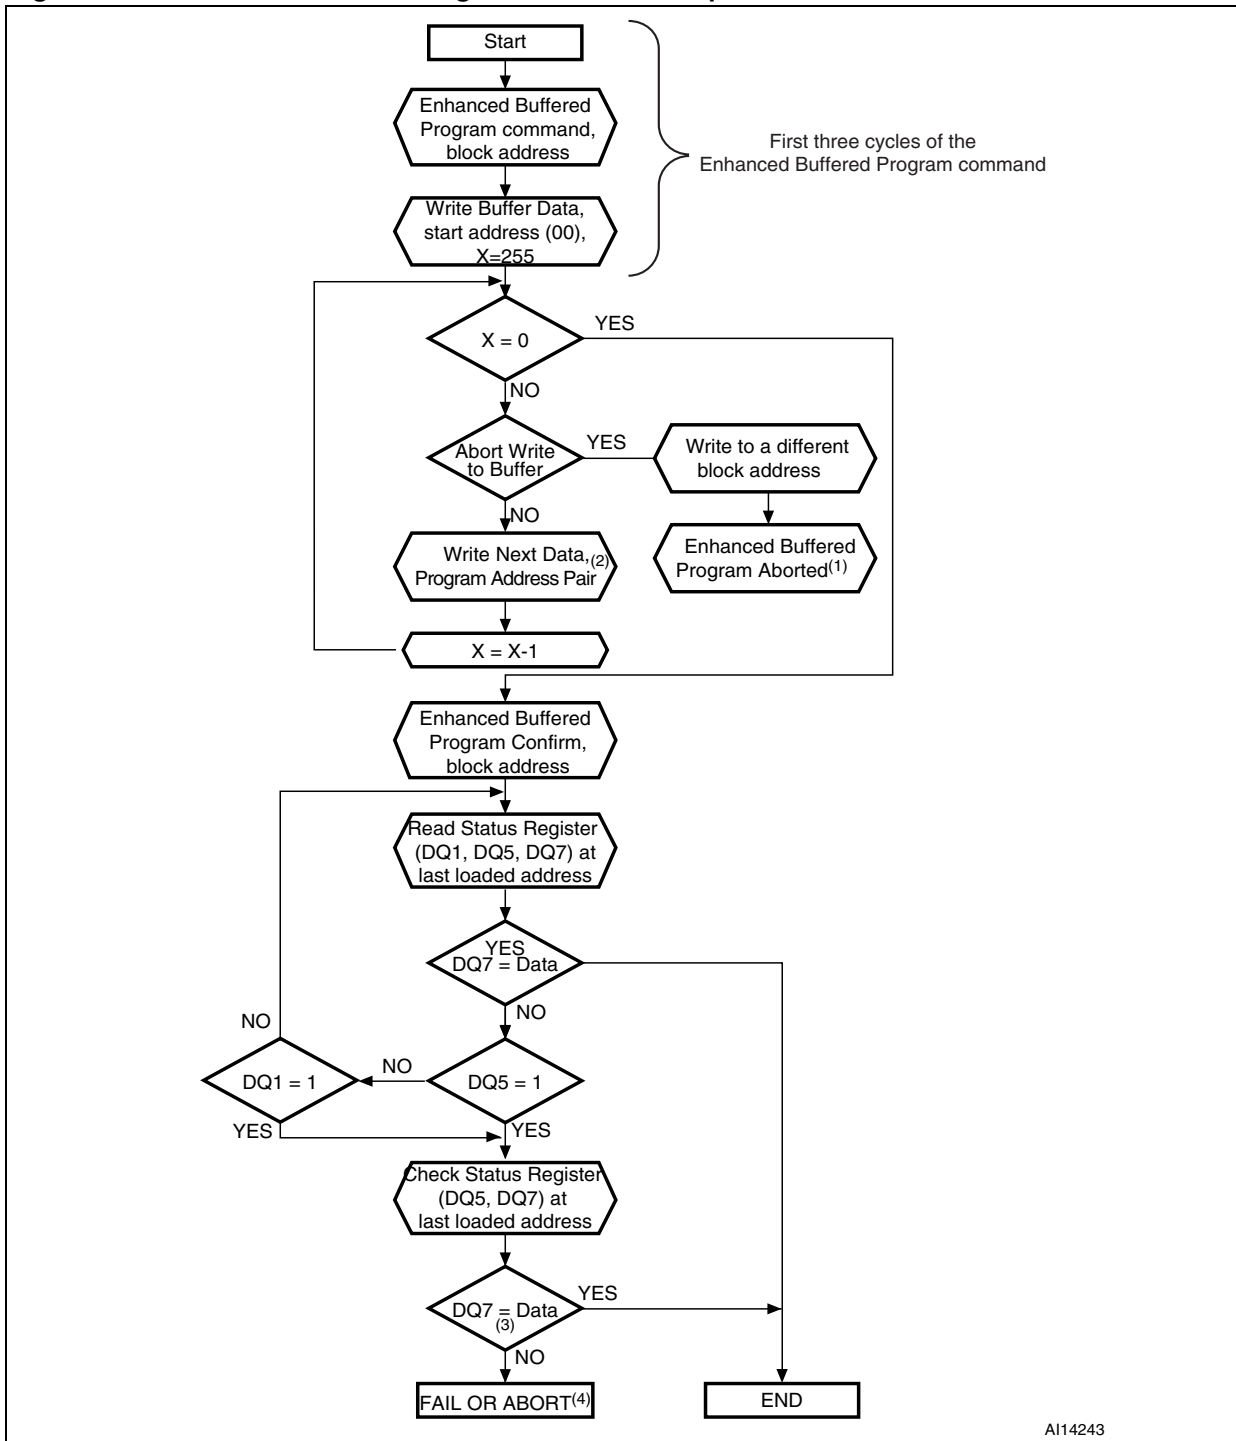 Start
Enhanced Buffered
Program command,
block address
First three cycles of the
Enhanced Buffered Program command
Write Buffer Data,
start address (00),
X=255
X = 0
YES
NO
Abort Write
to Buffer
YES
Write to a different
block address
NO
Write Next Data,(2)
Program Address Pair
Enhanced Buffered
Program Aborted(1)
X = X-1
Enhanced Buffered
Program Confirm,
block address
Read Status Register
(DQ1, DQ5, DQ7) at
last loaded address
YES
DQ7 = Data
NO
NO
DQ1 = 1
NO
DQ5 = 1
YES
YES
Check Status Register
(DQ5, DQ7) at
last loaded address
DQ7 = Data
(3)
YES
NO
FAIL OR ABORT(4)
END
AI14243